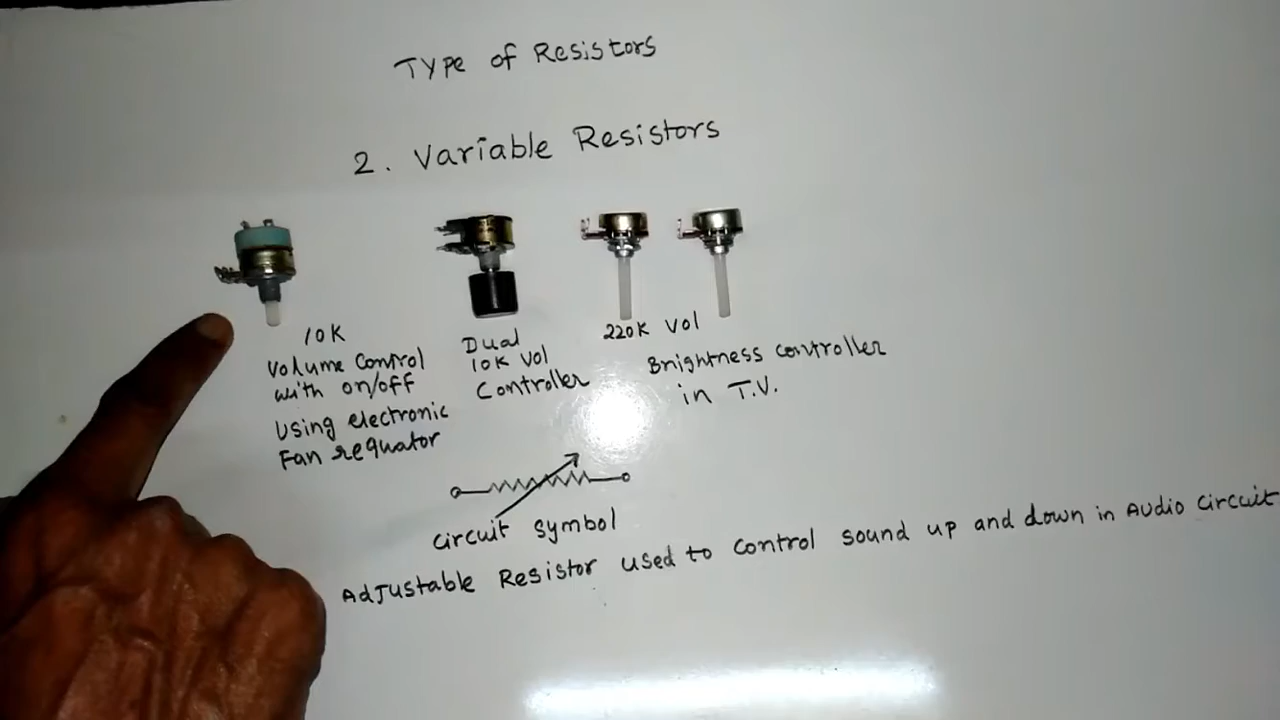 Type of Resistors
2. Variable Resistors
10K
Volume Control
with on/off
Using electronic
Fan reguator
Dual
10K Vol
Controller
220K Vol
Brightness controller
in T.V.
circuit symbol
Adjustable Resistor used to control sound up and down in Audio circuit